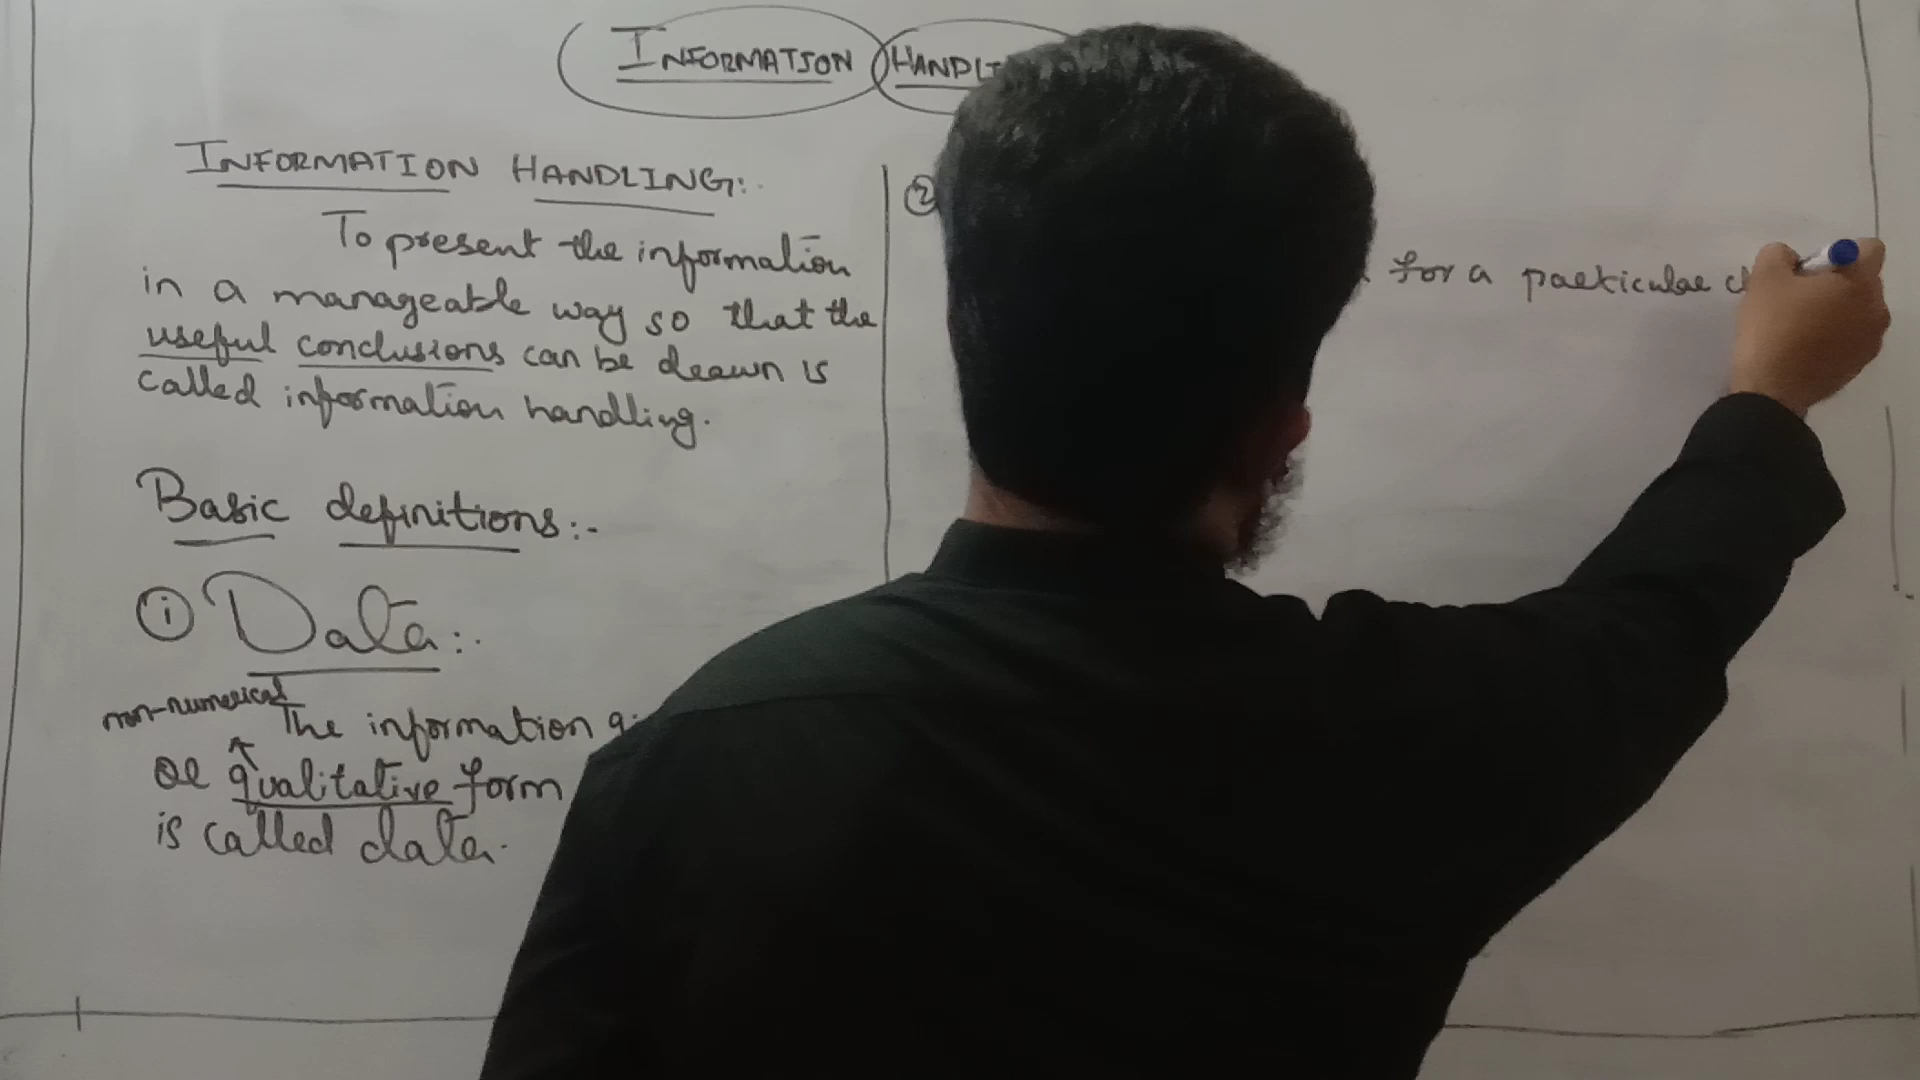 INFORMATION
INFORMATION HANDLING:-
To present the information
in a manageable way so that the
useful conclusions can be drawn is
called information handling.
Basic definitions:-
① Data:-
non-numerical
The information
or qualitative form
is called data.
②
for a particular